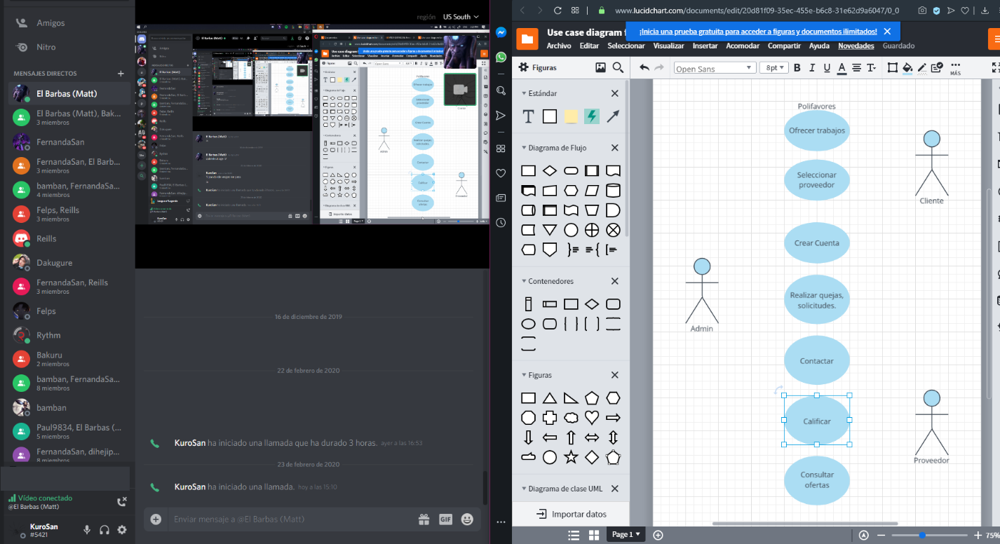 Amigos
Nitro
MENSAJES DIRECTOS
El Barbas (Matt)
El Barbas (Matt), Bak...
3 miembros
FernandaSan
FernandaSan, El Barb...
3 miembros
bamban, FernandaSa...
4 miembros
Felps, Reills
3 miembros
Reills
Dakugure
FernandaSan, Reills
3 miembros
Felps
Rythm
Bakuru
2 miembros
bamban, FernandaSa...
8 miembros
bamban
Paul9834, El Barbas (...
5 miembros
FernandaSan, dihejip...
8 miembros
Vídeo conectado
@El Barbas (Matt)
KuroSan
#5421
región US South
16 de diciembre de 2019
22 de febrero de 2020
KuroSan ha iniciado una llamada que ha durado 3 horas. ayer a las 16:53
23 de febrero de 2020
KuroSan ha iniciado una llamada. hoy a las 15:10
Enviar mensaje a @El Barbas (Matt)
GIF
www.lucidchart.com/documents/edit/20d81f09-35ec-455e-b6c8-31e62d9a6047/0_0
Use case diagram f
¡Inicia una prueba gratuita para acceder a figuras y documentos ilimitados!
Archivo Editar Seleccionar Visualizar Insertar Acomodar Compartir Ayuda Novedades Guardado
Figuras
Open Sans 8pt B I U A T
MÁS
Estándar
T
Diagrama de Flujo
Contenedores
Figuras
Diagrama de clase UML
Importar datos
Polifavores
Ofrecer trabajos
Seleccionar
proveedor
Cliente
Crear Cuenta
Realizar quejas,
solicitudes.
Admin
Contactar
Calificar
Proveedor
Consultar
ofertas
Page 1
75%